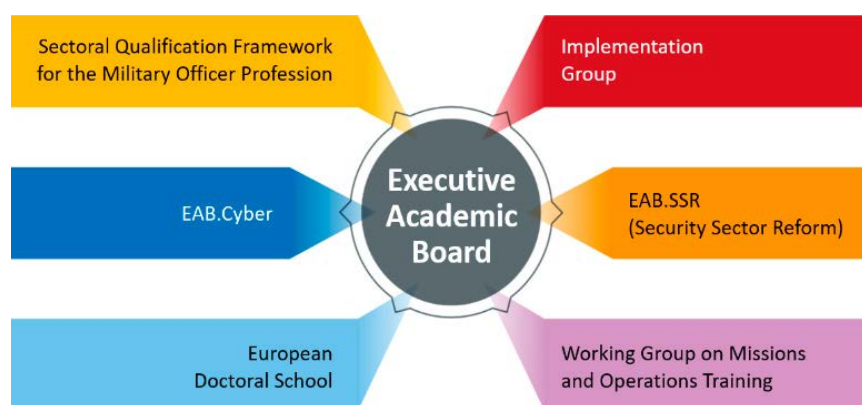 Sectoral Qualification Framework
for the Military Officer Profession
Implementation
Group
EAB.Cyber
Executive
Academic
Board
EAB.SSR
(Security Sector Reform)
European
Doctoral School
Working Group on Missions
and Operations Training